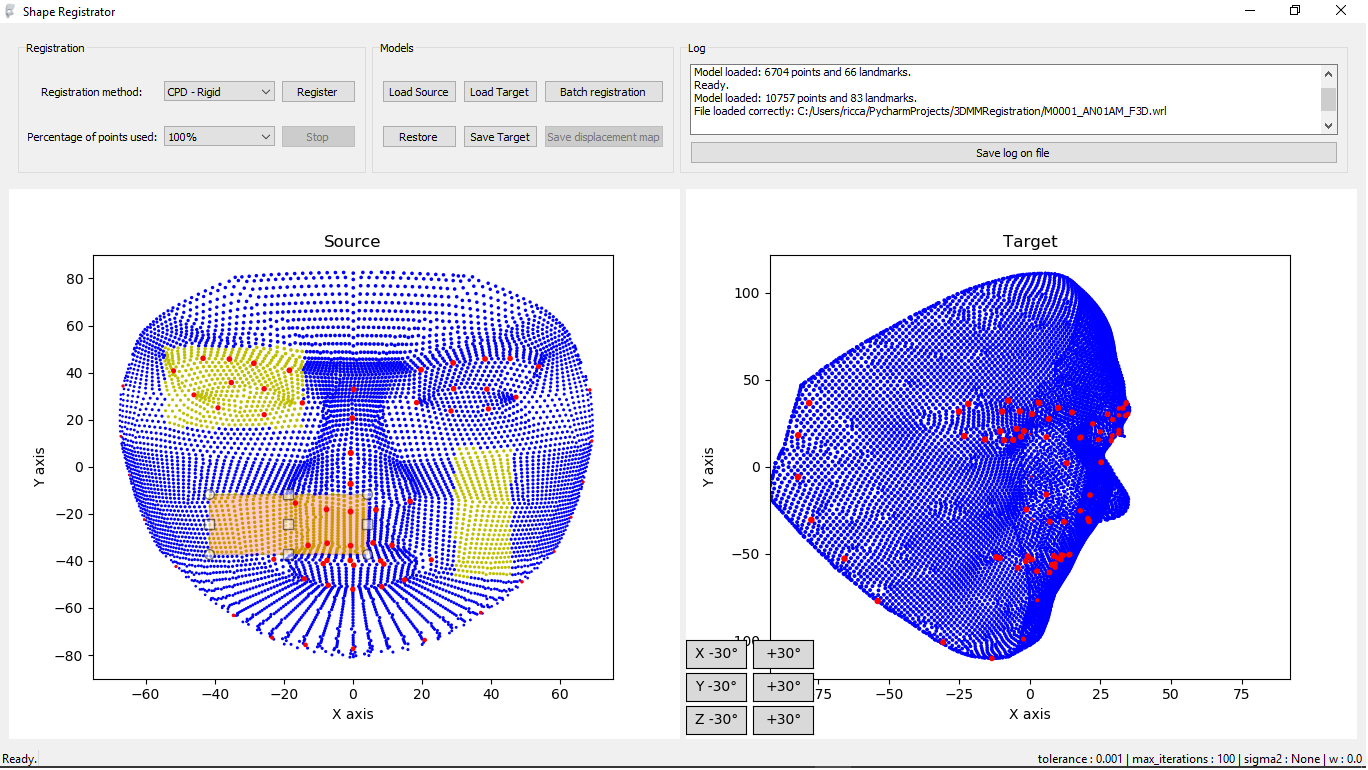 Shape Registrator
Registration
Registration method: CPD - Rigid Register
Percentage of points used: 100% Stop
Models
Load Source Load Target Batch registration
Restore Save Target Save displacement map
Log
Model loaded: 6704 points and 66 landmarks.
Ready.
Model loaded: 10757 points and 83 landmarks.
File loaded correctly: C:/Users/ricca/PycharmProjects/3DMMRegistration/M0001_AN01AM_F3D.wrl
Save log on file
Source
80
60
40
20
0
−20
−40
−60
−80
Y axis
−60 −40 −20 0 20 40 60
X axis
Target
100
50
0
−50
Y axis
−50 −25 0 25 50 75
X axis
X -30° +30°
Y -30° +30°
Z -30° +30°
Ready.
tolerance : 0.001 | max_iterations : 100 | sigma2 : None | w : 0.0